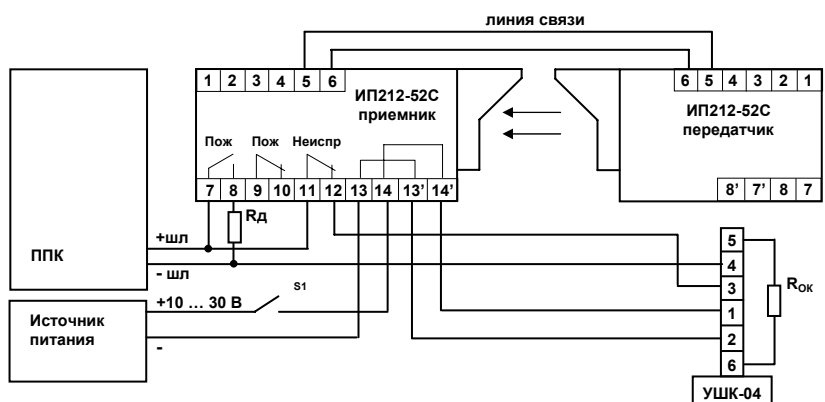 линия связи
1 2 3 4 5 6
ИП212-52С
приемник
Пож Пож Неиспр
7 8 9 10 11 12 13 14 13’ 14’
6 5 4 3 2 1
ИП212-52С
передатчик
8’ 7’ 8 7
Rд
+шл
ППК
- шл
S1
+10 … 30 В
Источник
питания
-
5
4
3
1
2
6
RОК
УШК-04